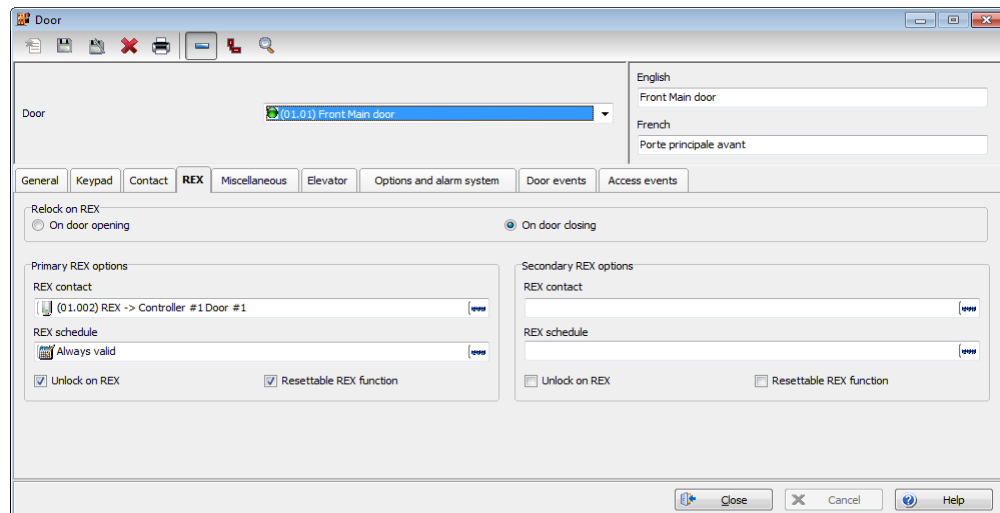 Door
English
Front Main door
Door (01.01) Front Main door
French
Porte principale avant
General Keypad Contact REX Miscellaneous Elevator Options and alarm system Door events Access events
Relock on REX
On door opening On door closing
Primary REX options
REX contact
(01.002) REX -> Controller #1 Door #1
REX schedule
Always valid
Unlock on REX Resettable REX function
Secondary REX options
REX contact
REX schedule
Unlock on REX Resettable REX function
Close Cancel Help